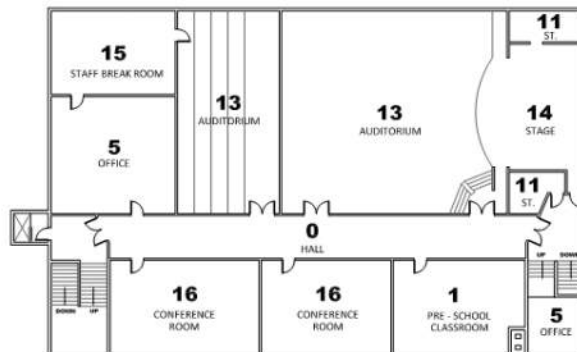 11
ST.
15
STAFF BREAK ROOM
13
AUDITORIUM
13
AUDITORIUM
14
STAGE
5
OFFICE
11
ST.
0
HALL
UP DOWN
16
CONFERENCE
ROOM
16
CONFERENCE
ROOM
1
PRE - SCHOOL
CLASSROOM
DOWN UP
5
OFFICE